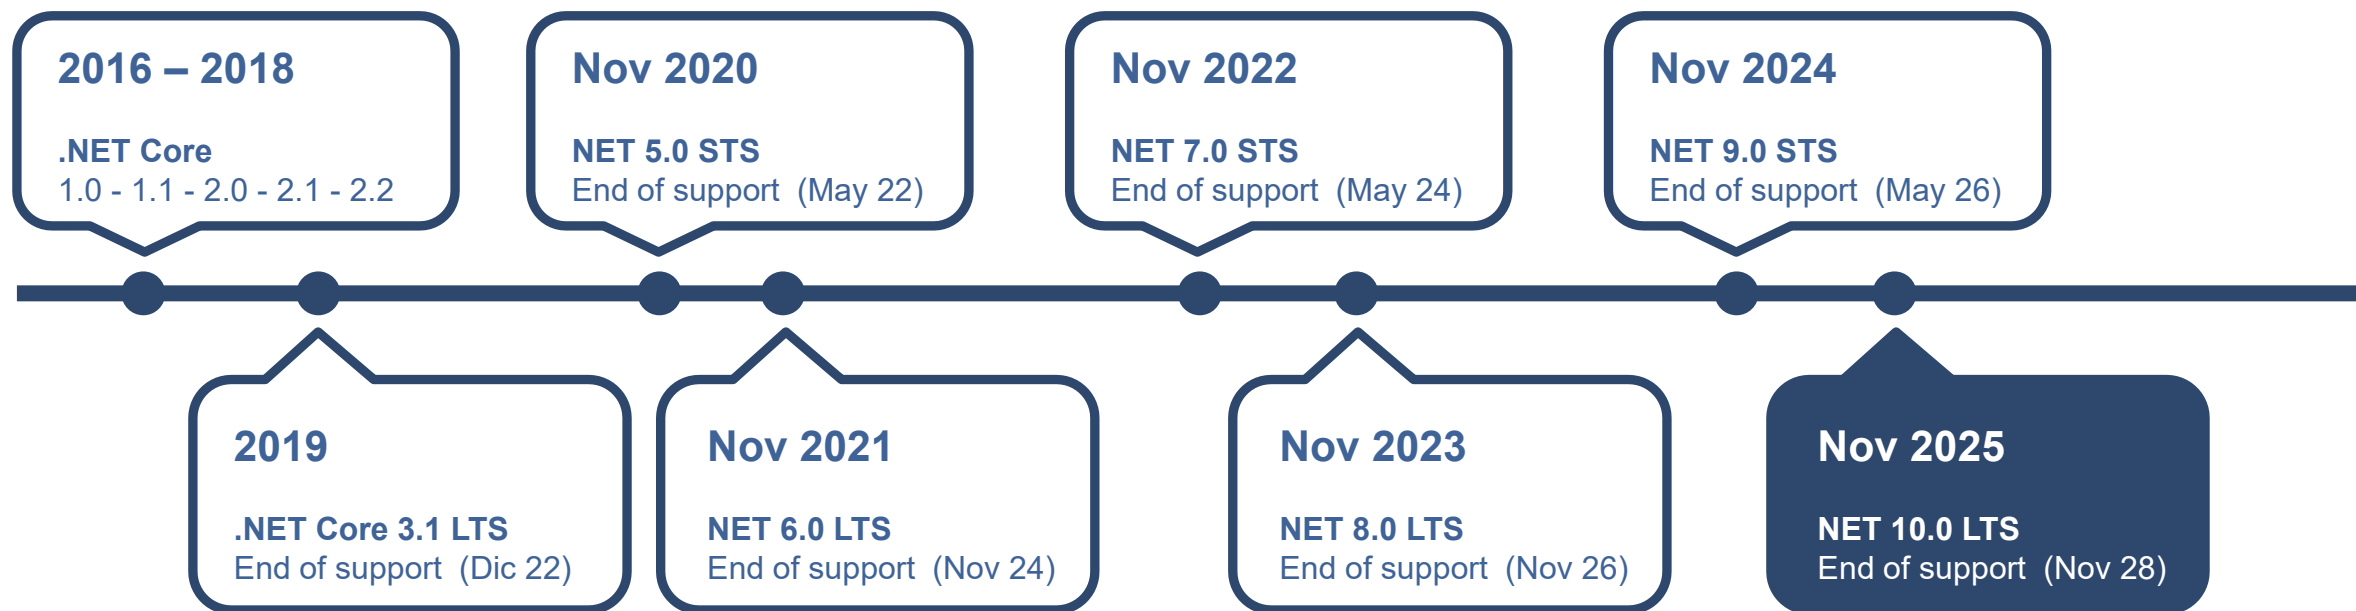 2016 – 2018
.NET Core
1.0 - 1.1 - 2.0 - 2.1 - 2.2
2019
.NET Core 3.1 LTS
End of support (Dic 22)
Nov 2020
NET 5.0 STS
End of support (May 22)
Nov 2021
NET 6.0 LTS
End of support (Nov 24)
Nov 2022
NET 7.0 STS
End of support (May 24)
Nov 2023
NET 8.0 LTS
End of support (Nov 26)
Nov 2024
NET 9.0 STS
End of support (May 26)
Nov 2025
NET 10.0 LTS
End of support (Nov 28)